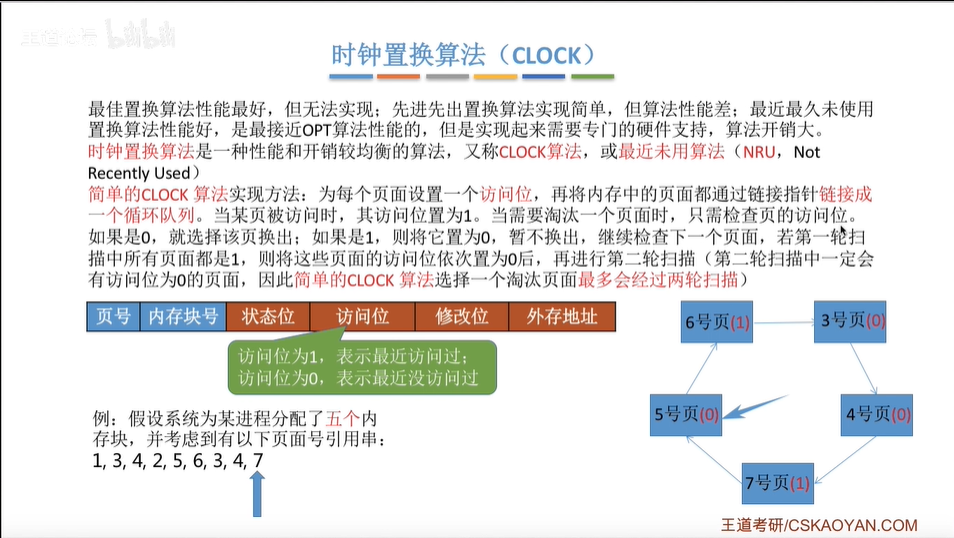 王道考研 bilibili
时钟置换算法（CLOCK）
最佳置换算法性能最好，但无法实现；先进先出置换算法实现简单，但算法性能差；最近最久未使用
置换算法性能好，是最接近OPT算法性能的，但是实现起来需要专门的硬件支持，算法开销大。
时钟置换算法是一种性能和开销较均衡的算法，又称CLOCK算法，或最近未用算法（NRU，Not
Recently Used）
简单的CLOCK 算法实现方法：为每个页面设置一个访问位，再将内存中的页面都通过链接指针链接成
一个循环队列。当某页被访问时，其访问位置为1。当需要淘汰一个页面时，只需检查页的访问位。
如果是0，就选择该页换出；如果是1，则将它置为0，暂不换出，继续检查下一个页面，若第一轮扫
描中所有页面都是1，则将这些页面的访问位依次置为0后，再进行第二轮扫描（第二轮扫描中一定会
有访问位为0的页面，因此简单的CLOCK 算法选择一个淘汰页面最多会经过两轮扫描）
页号 内存块号 状态位 访问位 修改位 外存地址
访问位为1，表示最近访问过；
访问位为0，表示最近没访问过
例：假设系统为某进程分配了五个内
存块，并考虑到有以下页面号引用串：
1, 3, 4, 2, 5, 6, 3, 4, 7
6号页(1)
3号页(0)
5号页(0)
4号页(0)
7号页(1)
王道考研/CSKAOYAN.COM